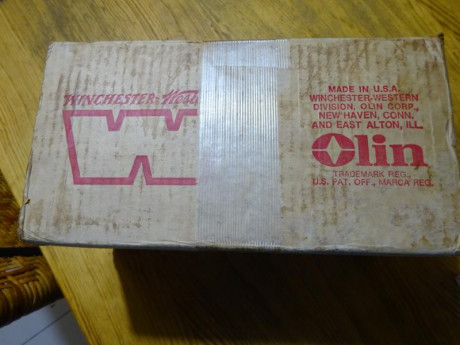 WINCHESTER-Weste
W
MADE IN U.S.A.
WINCHESTER-WESTERN
DIVISION, OLIN CORP.,
NEW HAVEN, CONN.
AND EAST ALTON, ILL.
Olin
TRADEMARK REG.,
U.S. PAT. OFF., MARCA REG.